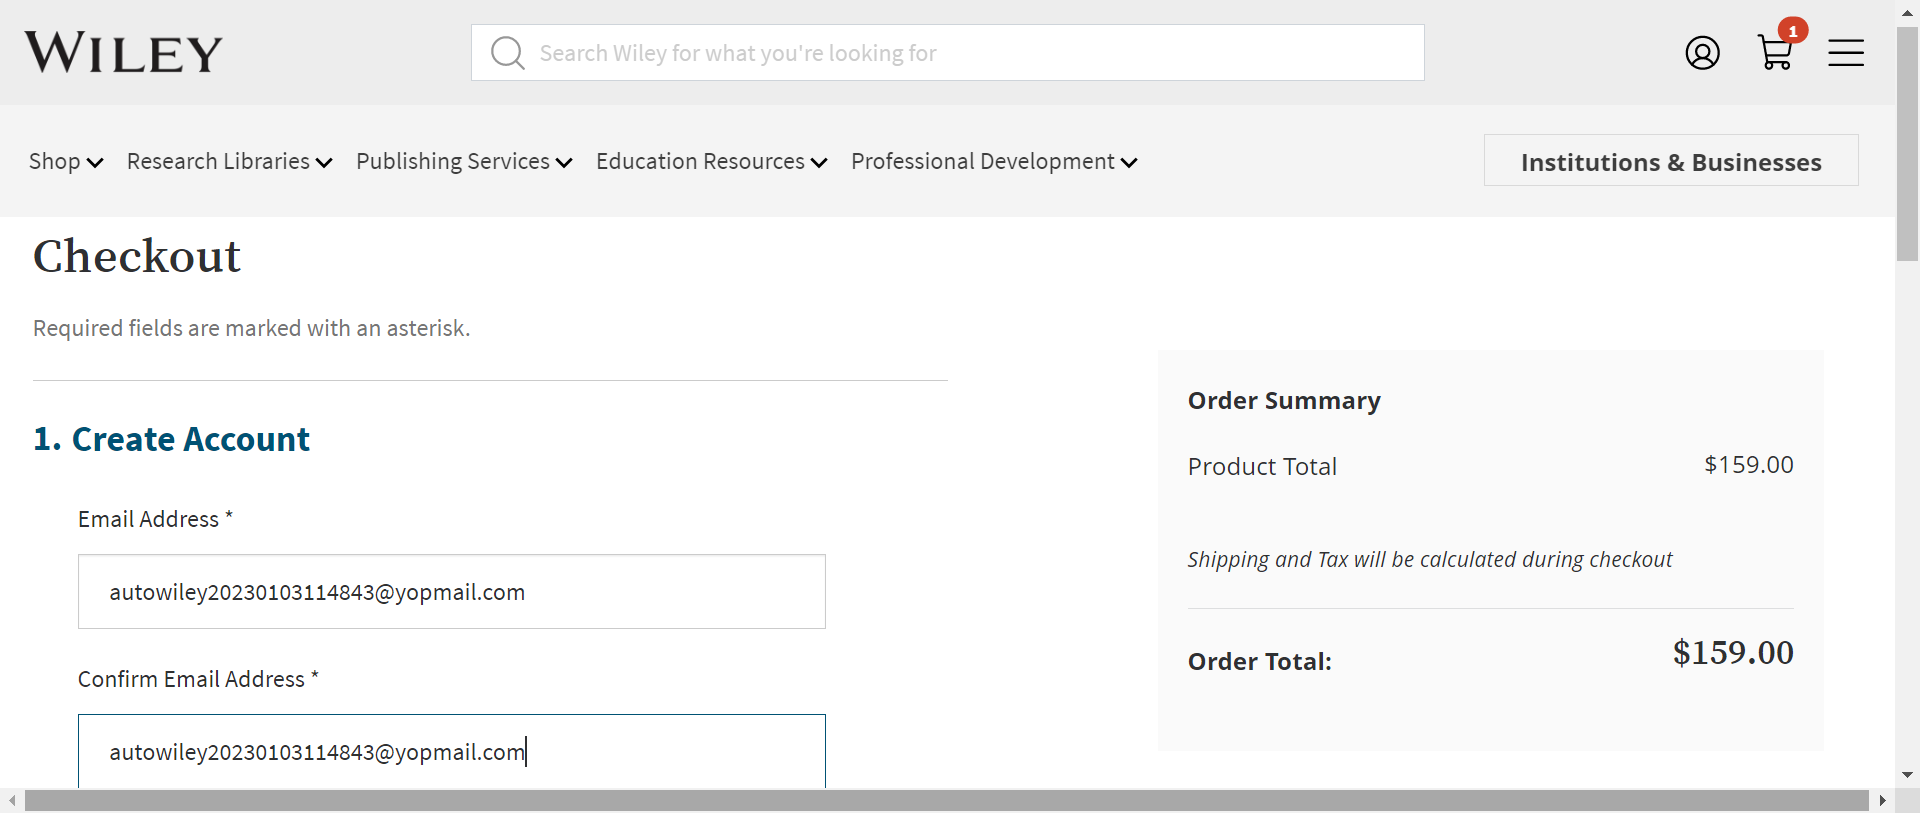 WILEY
Search Wiley for what you're looking for
1
Shop Research Libraries Publishing Services Education Resources Professional Development
Institutions & Businesses
Checkout
Required fields are marked with an asterisk.
1. Create Account
Email Address *
autowiley20230103114843@yopmail.com
Confirm Email Address *
autowiley20230103114843@yopmail.com
Order Summary
Product Total $159.00
Shipping and Tax will be calculated during checkout
Order Total: $159.00